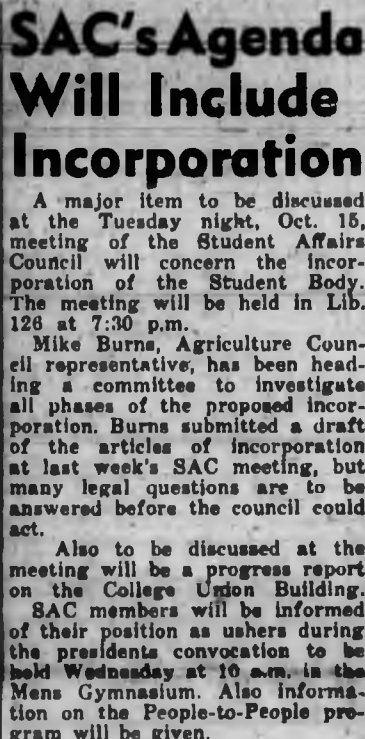 SAC's Agenda
Will Include
Incorporation
A major item to be discussed
at the Tuesday night, Oct. 15,
meeting of the Student Affairs
Council will concern the incor-
poration of the Student Body.
The meeting will be held in Lib.
126 at 7:30 p.m.
Mike Burns, Agriculture Coun-
cil representative, has been head-
ing a committee to investigate
all phases of the proposed incor-
poration. Burns submitted a draft
of the articles of incorporation
at last week's SAC meeting, but
many legal questions are to be
answered before the council could
act.
Also to be discussed at the
meeting will be a progress report
on the College Union Building.
SAC members will be informed
of their position as ushers during
the presidents convocation to be
held Wednesday at 10 a.m. in the
Mens Gymnasium. Also informa-
tion on the People-to-People pro-
gram will be given.